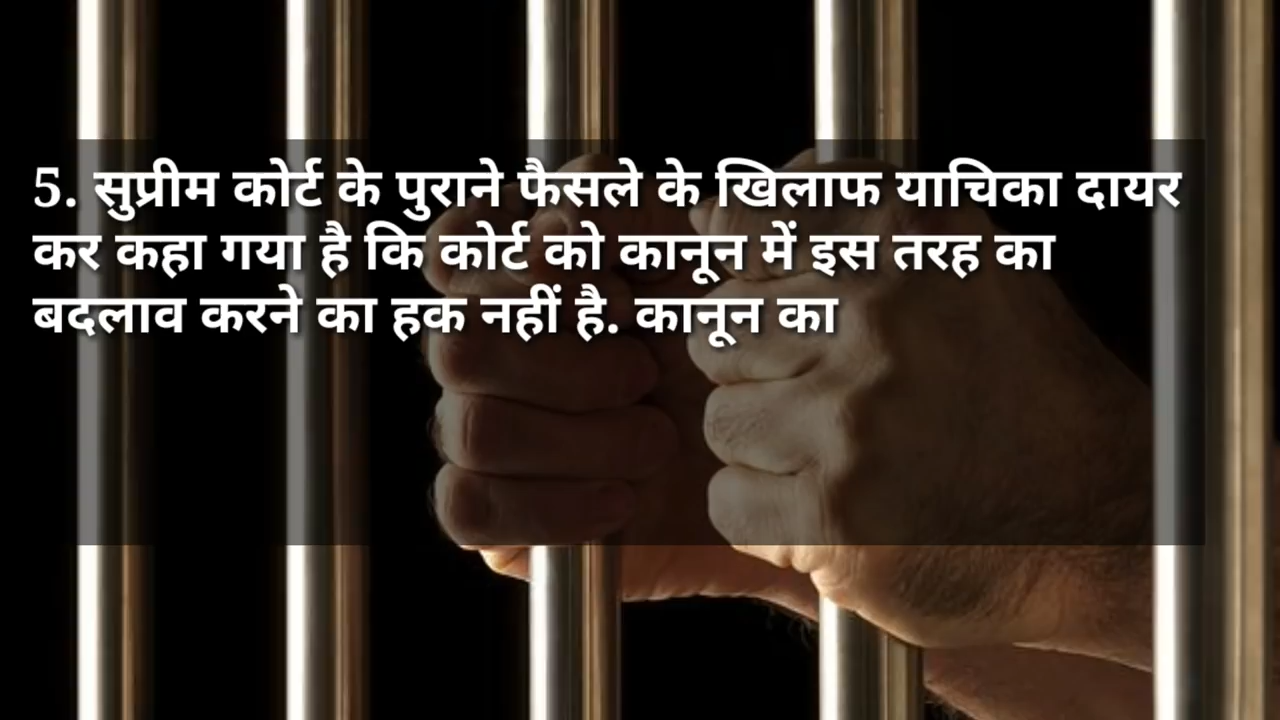 5. सुप्रीम कोर्ट के पुराने फैसले के खिलाफ याचिका दायर
कर कहा गया है कि कोर्ट को कानून में इस तरह का
बदलाव करने का हक नहीं है. कानून का